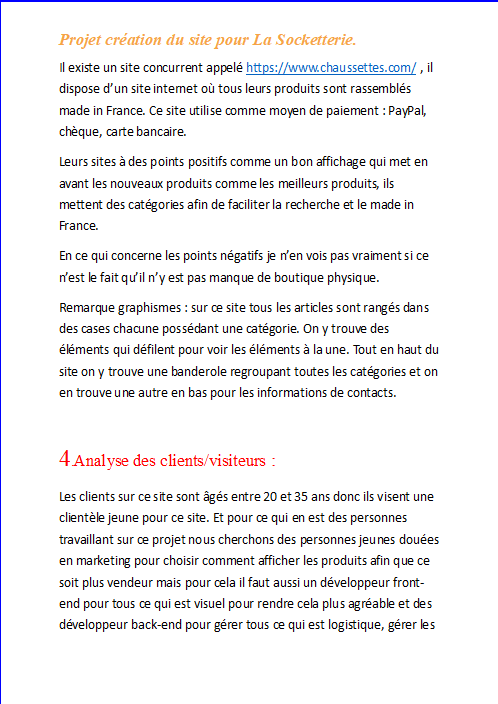 Projet création du site pour La Socketterie.
Il existe un site concurrent appelé https://www.chaussettes.com/ , il
dispose d’un site internet où tous leurs produits sont rassemblés
made in France. Ce site utilise comme moyen de paiement : PayPal,
chèque, carte bancaire.
Leurs sites à des points positifs comme un bon affichage qui met en
avant les nouveaux produits comme les meilleurs produits, ils
mettent des catégories afin de faciliter la recherche et le made in
France.
En ce qui concerne les points négatifs je n’en vois pas vraiment si ce
n’est le fait qu’il n’y est pas manque de boutique physique.
Remarque graphismes : sur ce site tous les articles sont rangés dans
des cases chacune possédant une catégorie. On y trouve des
éléments qui défilent pour voir les éléments à la une. Tout en haut du
site on y trouve une banderole regroupant toutes les catégories et on
en trouve une autre en bas pour les informations de contacts.
4.Analyse des clients/visiteurs :
Les clients sur ce site sont âgés entre 20 et 35 ans donc ils visent une
clientèle jeune pour ce site. Et pour ce qui en est des personnes
travaillant sur ce projet nous cherchons des personnes jeunes douées
en marketing pour choisir comment afficher les produits afin que ce
soit plus vendeur mais pour cela il faut aussi un développeur front-
end pour tous ce qui est visuel pour rendre cela plus agréable et des
développeur back-end pour gérer tous ce qui est logistique, gérer les